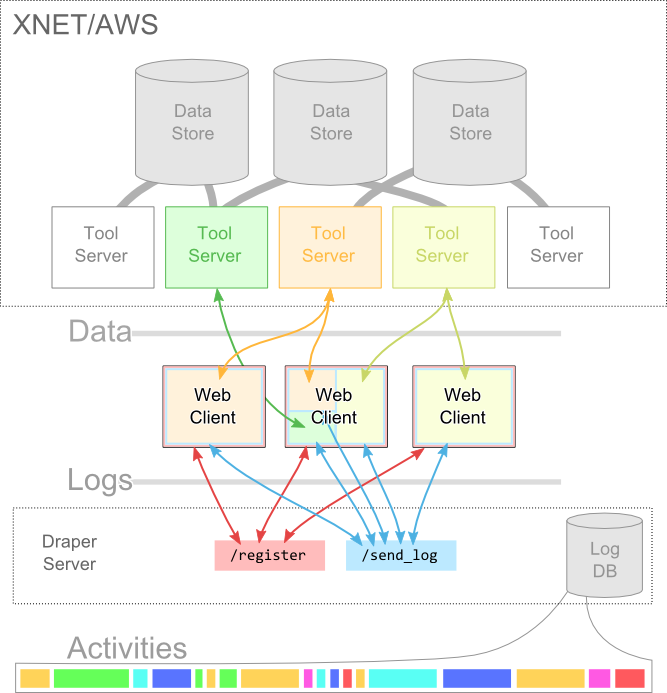 XNET/AWS
Data
Store
Data
Store
Data
Store
Tool
Server
Tool
Server
Tool
Server
Tool
Server
Tool
Server
Data
Web
Client
Web
Client
Web
Client
Logs
Draper
Server
/register
/send_log
Log
DB
Activities